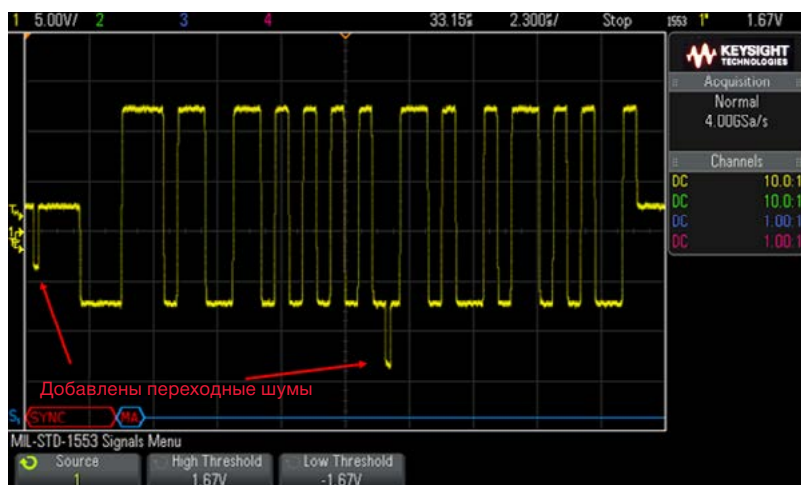 1 5.00V/ 2 3 4 33.15% 2.300%/ Stop 1553 1 1.67V
KEYSIGHT
TECHNOLOGIES
Acquisition
Normal
4.00GSa/s
Channels
DC 10.0:1
DC 10.0:1
DC 1.00:1
DC 1.00:1
Добавлены переходные шумы
SYNC MA
MIL-STD-1553 Signals Menu
Source High Threshold Low Threshold
1 1.67V -1.67V